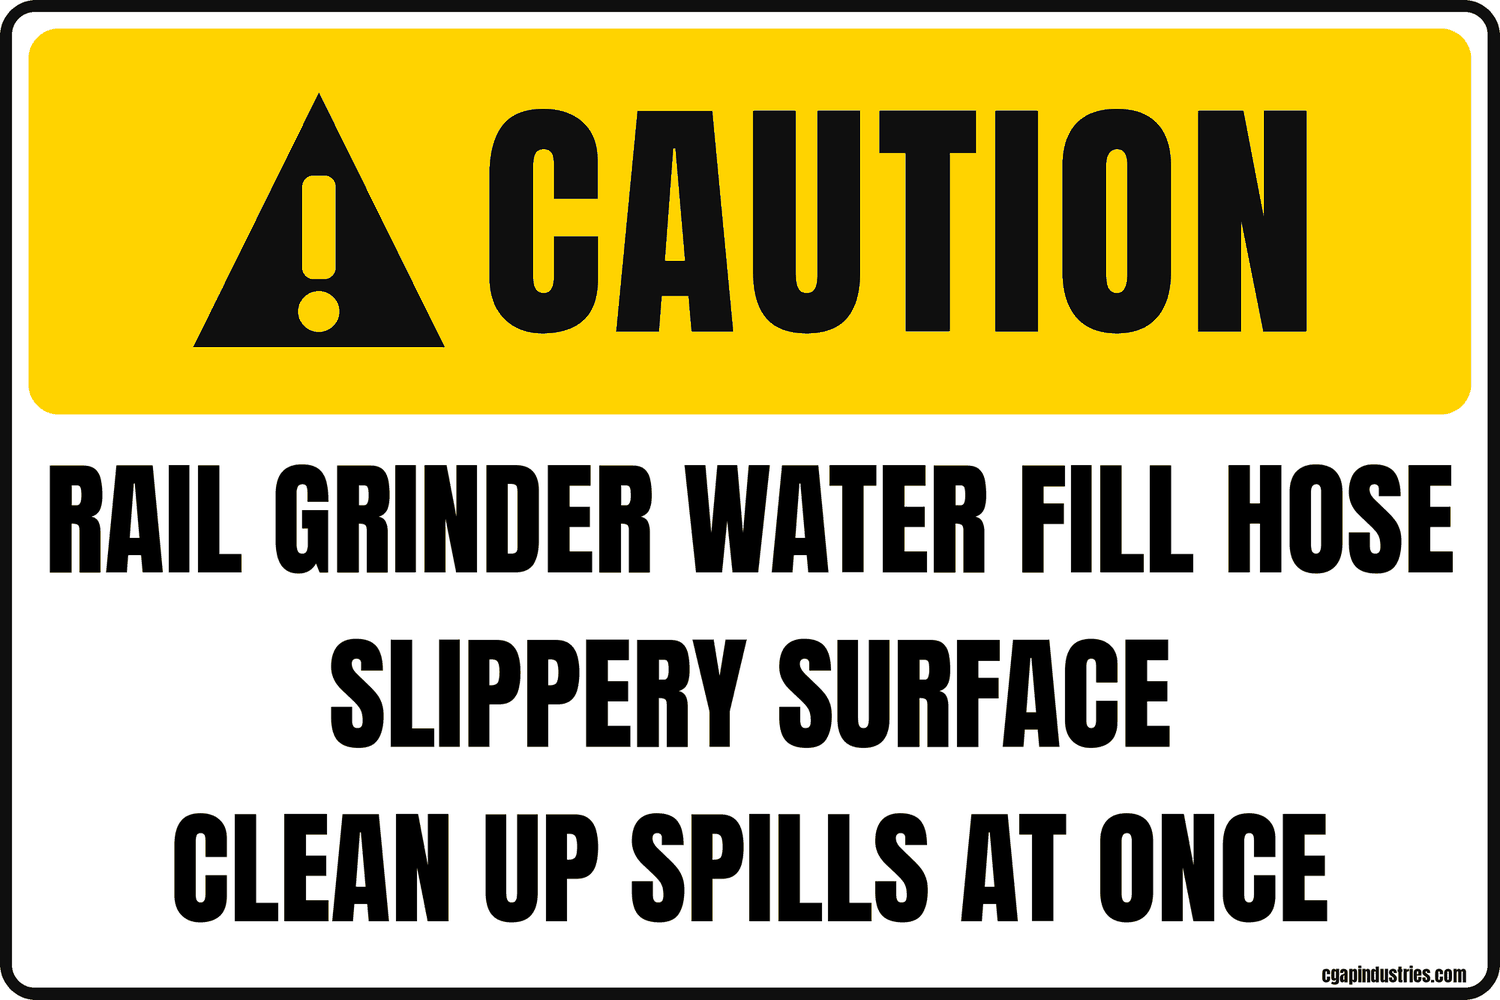 CAUTION
RAIL GRINDER WATER FILL HOSE
SLIPPERY SURFACE
CLEAN UP SPILLS AT ONCE
cgapindustries.com